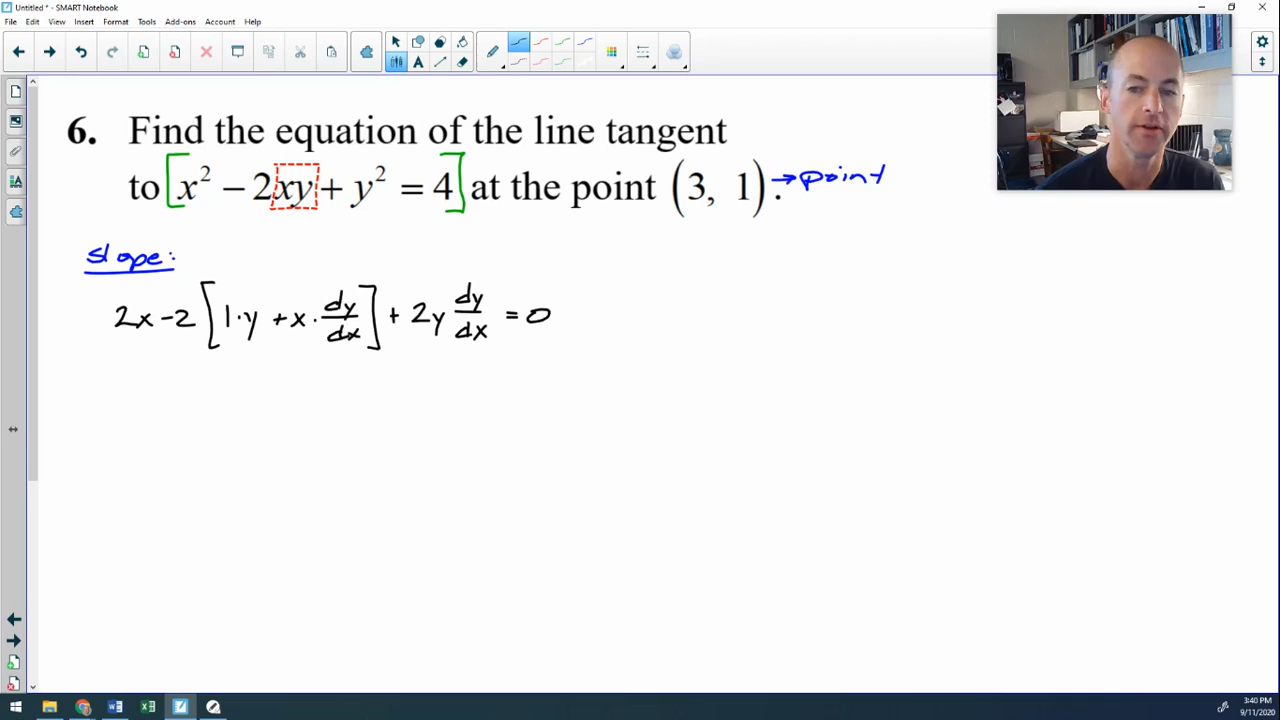 Untitled * - SMART Notebook
File Edit View Insert Format Tools Add-ons Account Help
6. Find the equation of the line tangent
to [x² − 2xy + y² = 4] at the point (3, 1). → point
slope:
2x − 2 [1·y + x · dy/dx] + 2y dy/dx = 0
3:40 PM
9/11/2020